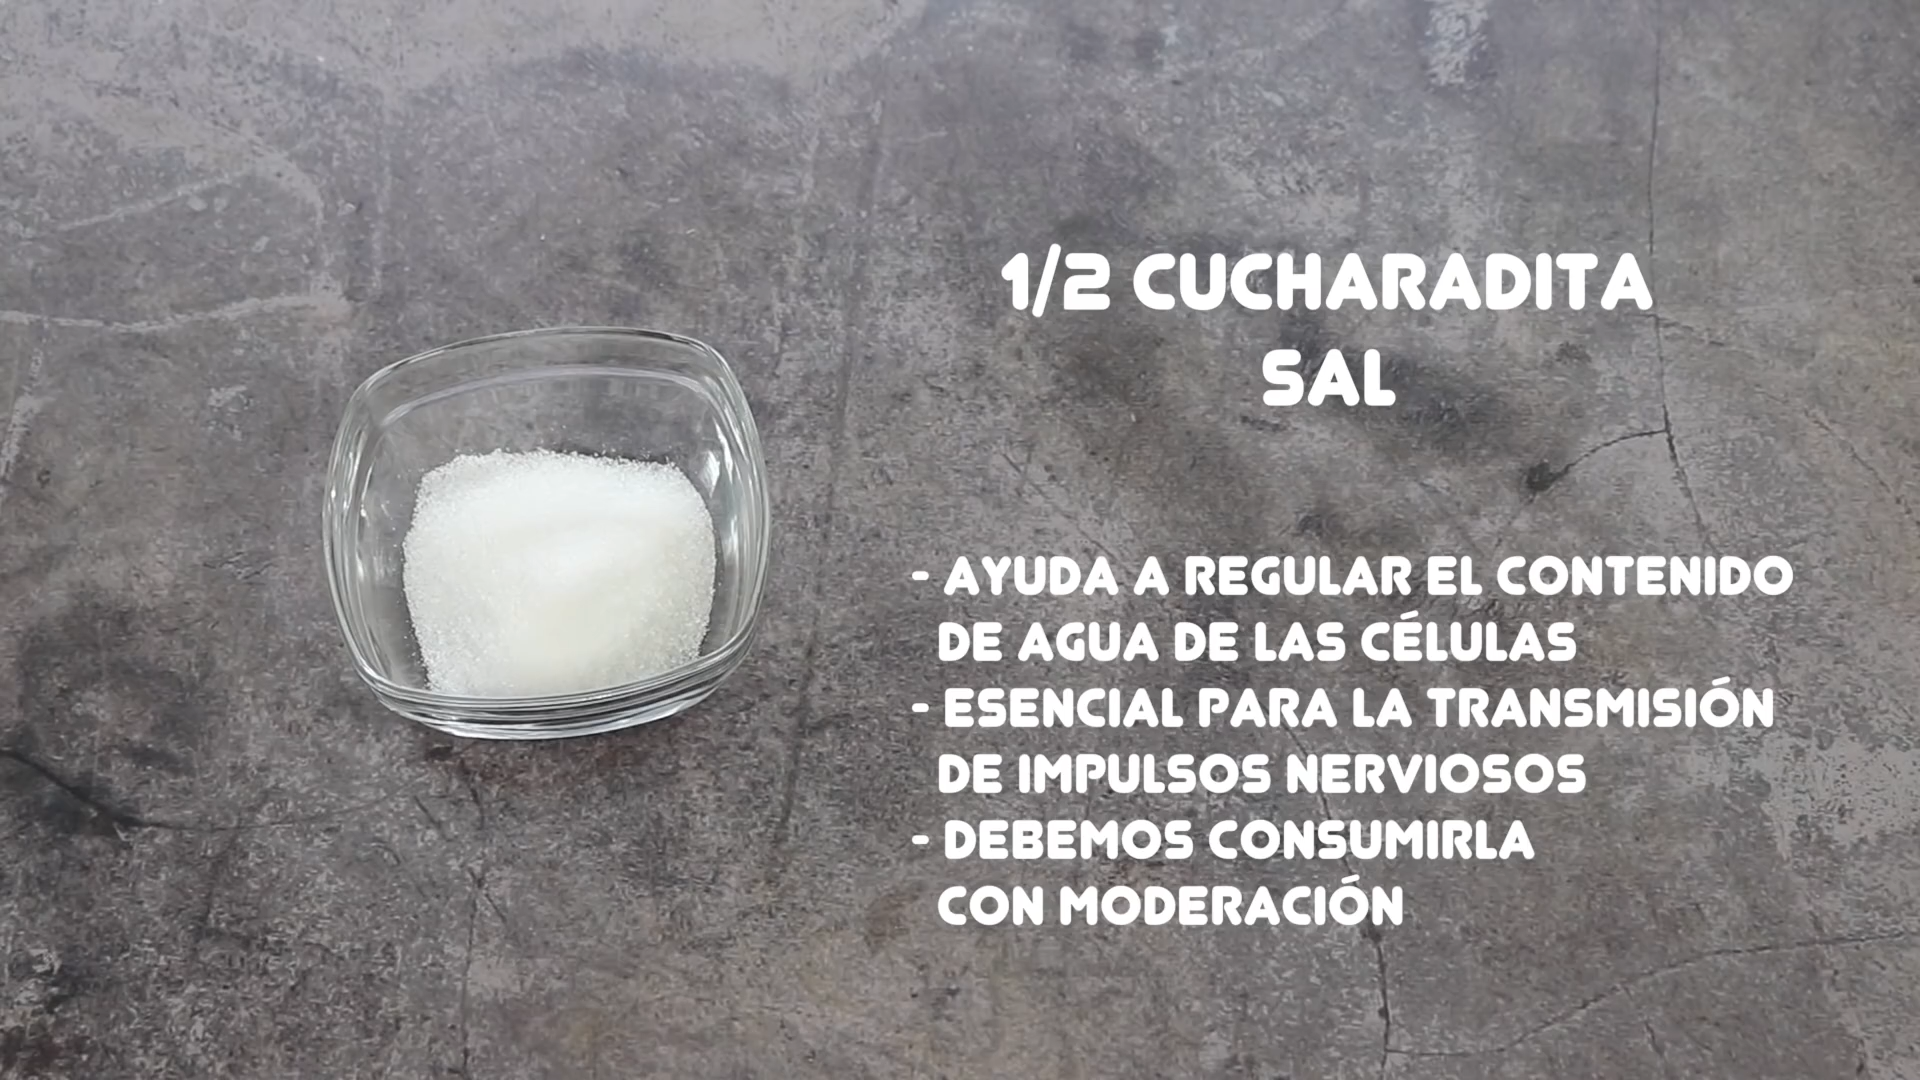 1/2 CUCHARADITA
SAL
- AYUDA A REGULAR EL CONTENIDO
DE AGUA DE LAS CÉLULAS
- ESENCIAL PARA LA TRANSMISIÓN
DE IMPULSOS NERVIOSOS
- DEBEMOS CONSUMIRLA
CON MODERACIÓN